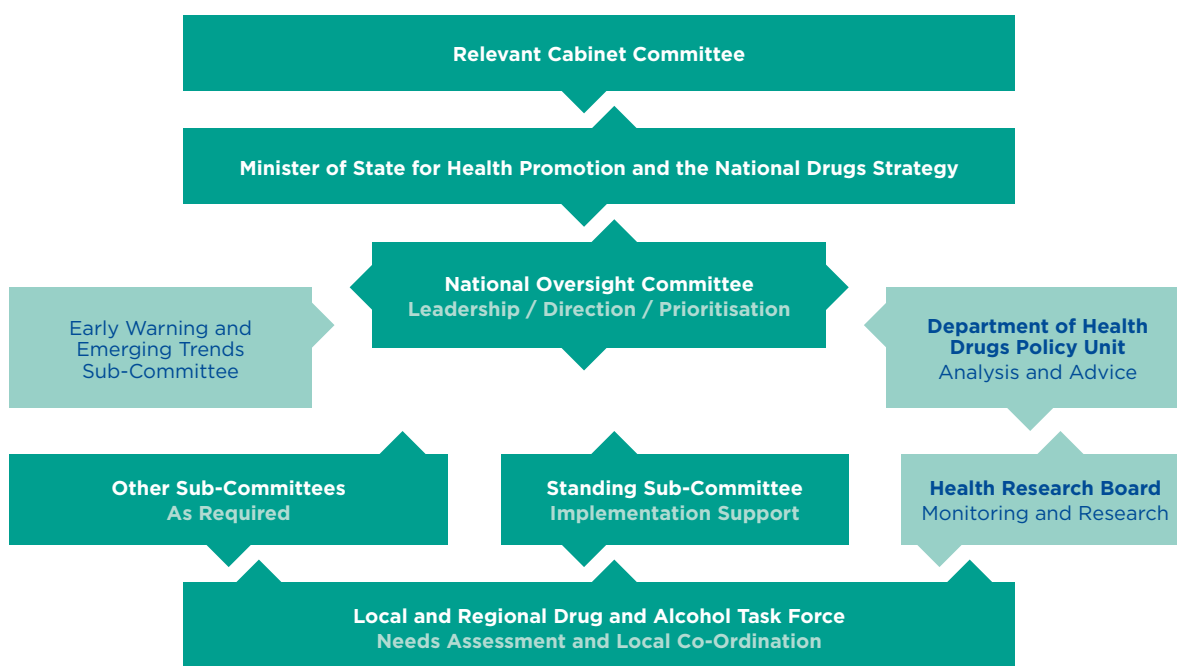 Relevant Cabinet Committee
Minister of State for Health Promotion and the National Drugs Strategy
National Oversight Committee
Leadership / Direction / Prioritisation
Early Warning and
Emerging Trends
Sub-Committee
Department of Health
Drugs Policy Unit
Analysis and Advice
Other Sub-Committees
As Required
Standing Sub-Committee
Implementation Support
Health Research Board
Monitoring and Research
Local and Regional Drug and Alcohol Task Force
Needs Assessment and Local Co-Ordination